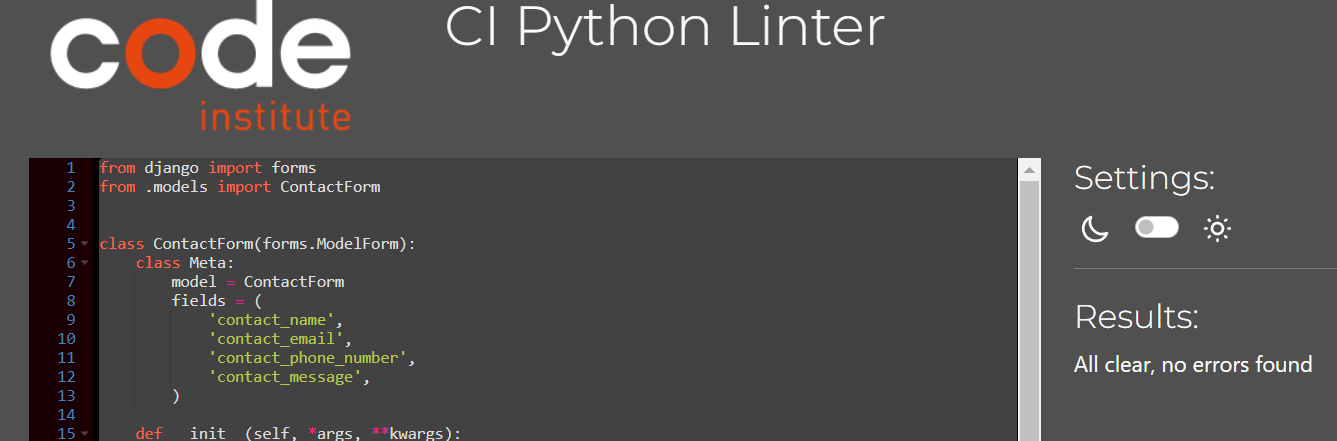 code
institute
CI Python Linter
1 from django import forms
2 from .models import ContactForm
3
4
5 class ContactForm(forms.ModelForm):
6     class Meta:
7         model = ContactForm
8         fields = (
9             'contact_name',
10             'contact_email',
11             'contact_phone_number',
12             'contact_message',
13         )
14
15     def __init__(self, *args, **kwargs):
Settings:
Results:
All clear, no errors found